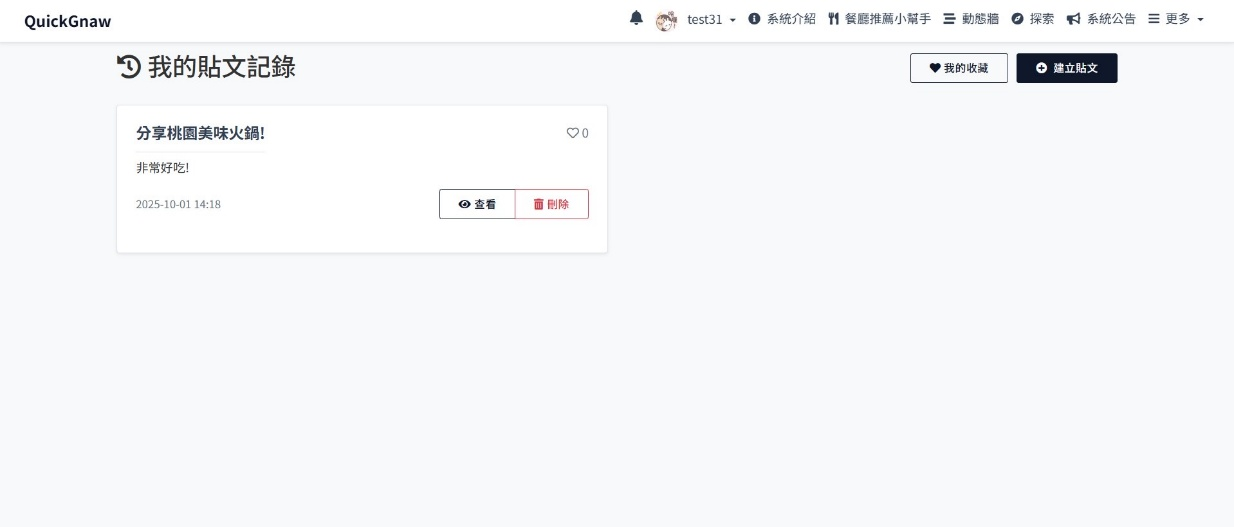 QuickGnaw
test31 系統介紹 餐廳推薦小幫手 動態牆 探索 系統公告 更多
我的貼文記錄
我的收藏 建立貼文
分享桃園美味火鍋!
0
非常好吃!
2025-10-01 14:18
查看 刪除